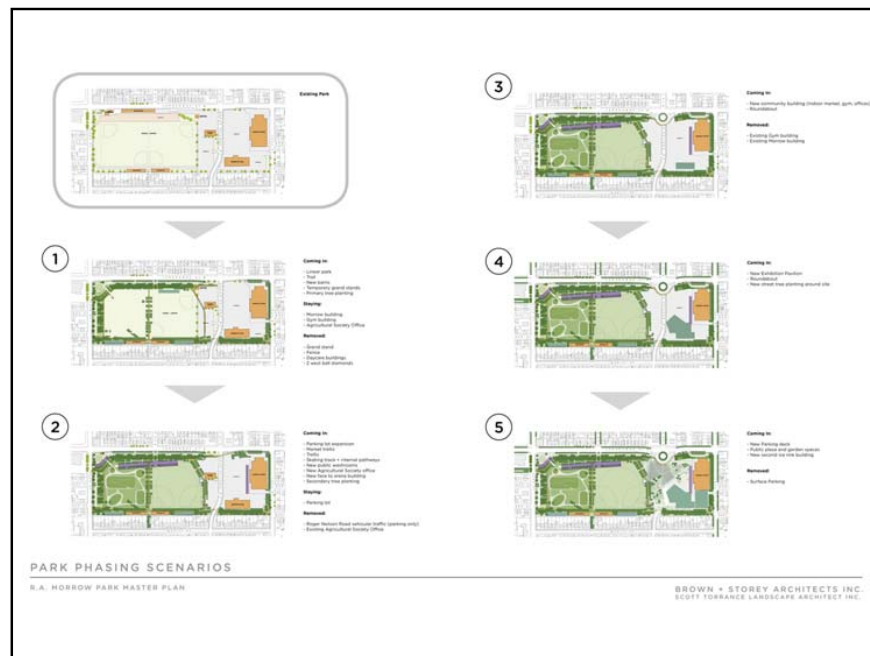 Existing Park
1
Coming in:
- Linear park
- Trail
- New barns
- Temporary grand stands
- Primary tree planting
Staying:
- Morrow building
- Gym building
- Agricultural Society Office
Removed:
- Grand stand
- Fence
- Daycare buildings
- 2 west ball diamonds
2
Coming in:
- Parking lot expansion
- Market trellis
- Trellis
- Skating track + internal pathways
- New public washrooms
- New Agricultural Society office
- New face to arena building
- Secondary tree planting
Staying:
- Parking lot
Removed:
- Roger Neilson Road vehicular traffic (parking only)
- Existing Agricultural Society Office
3
Coming in:
- New community building (indoor market, gym, offices)
- Roundabout
Removed:
- Existing Gym building
- Existing Morrow building
4
Coming in:
- New Exhibition Pavilion
- Roundabout
- New street tree planting around site
5
Coming in:
- New Parking deck
- Public plaza and garden spaces
- New second ice rink building
Removed:
- Surface Parking
PARK PHASING SCENARIOS
R.A. MORROW PARK MASTER PLAN
BROWN + STOREY ARCHITECTS INC.
SCOTT TORRANCE LANDSCAPE ARCHITECT INC.